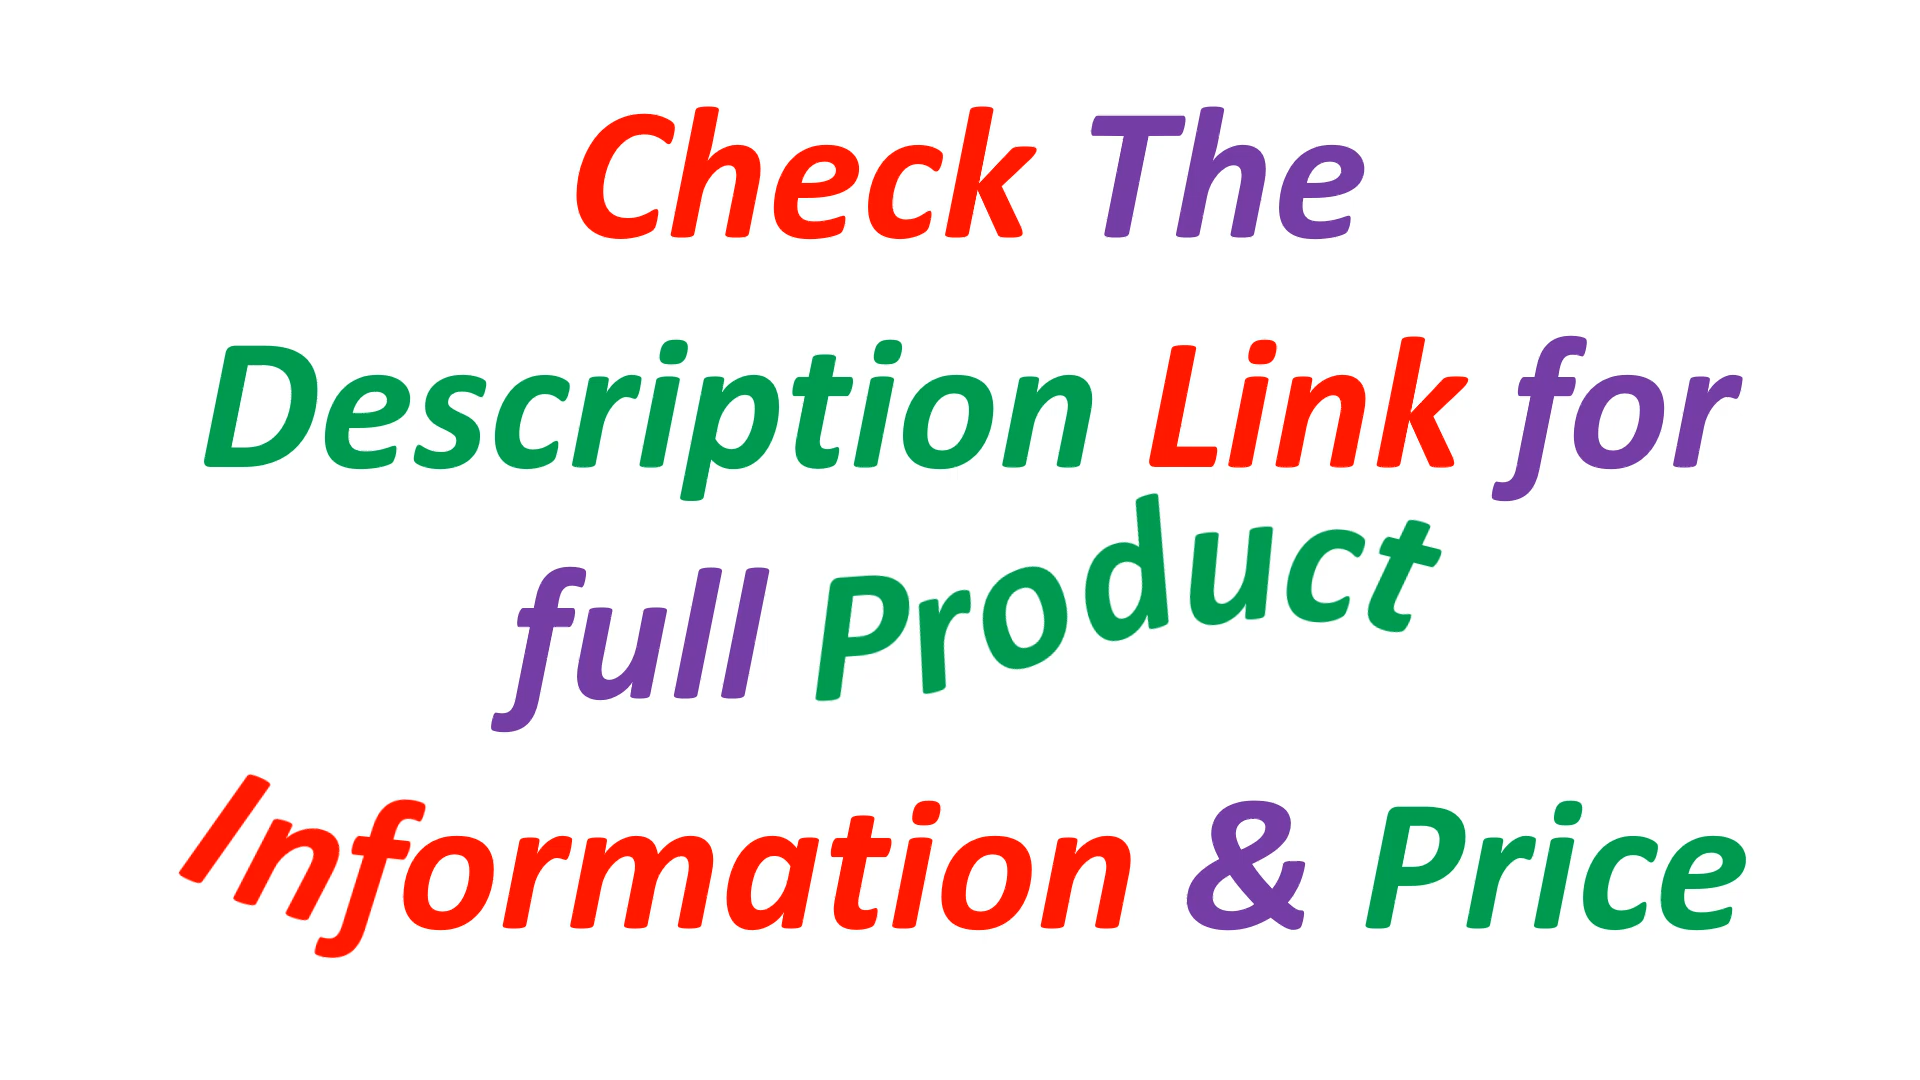 Check The
Description Link for
full Product
Information & Price